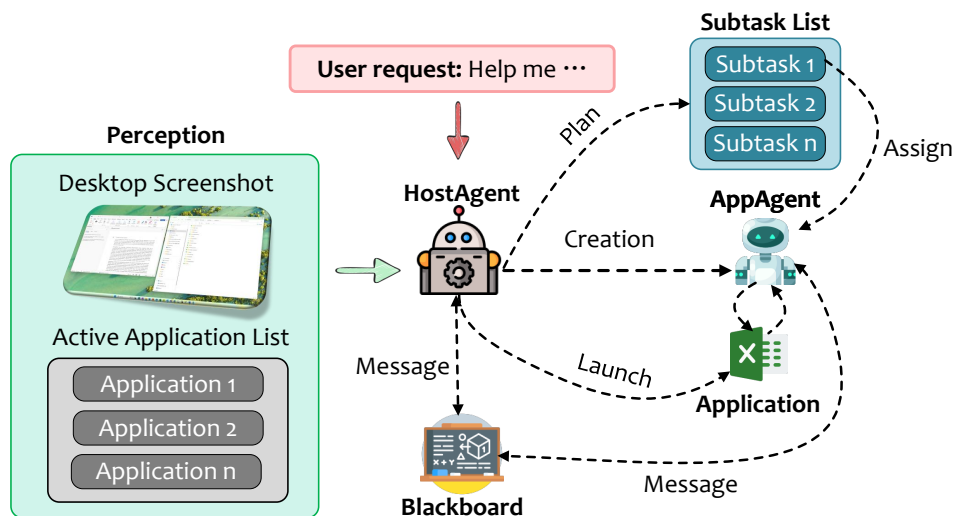 Subtask List
User request: Help me ...
Subtask 1
Subtask 2
Subtask n
Plan
Assign
Perception
Desktop Screenshot
HostAgent
AppAgent
Creation
Active Application List
Application 1
Application 2
Application n
Message
Launch
X
Application
X+Y
1
Message
Blackboard